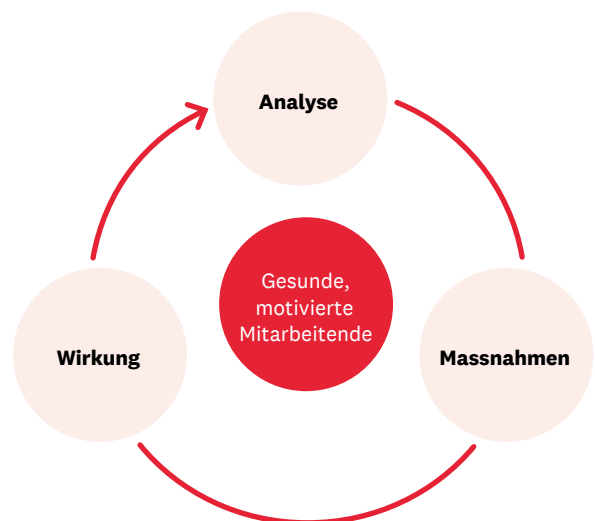 Analyse
Gesunde,
motivierte
Mitarbeitende
Wirkung
Massnahmen